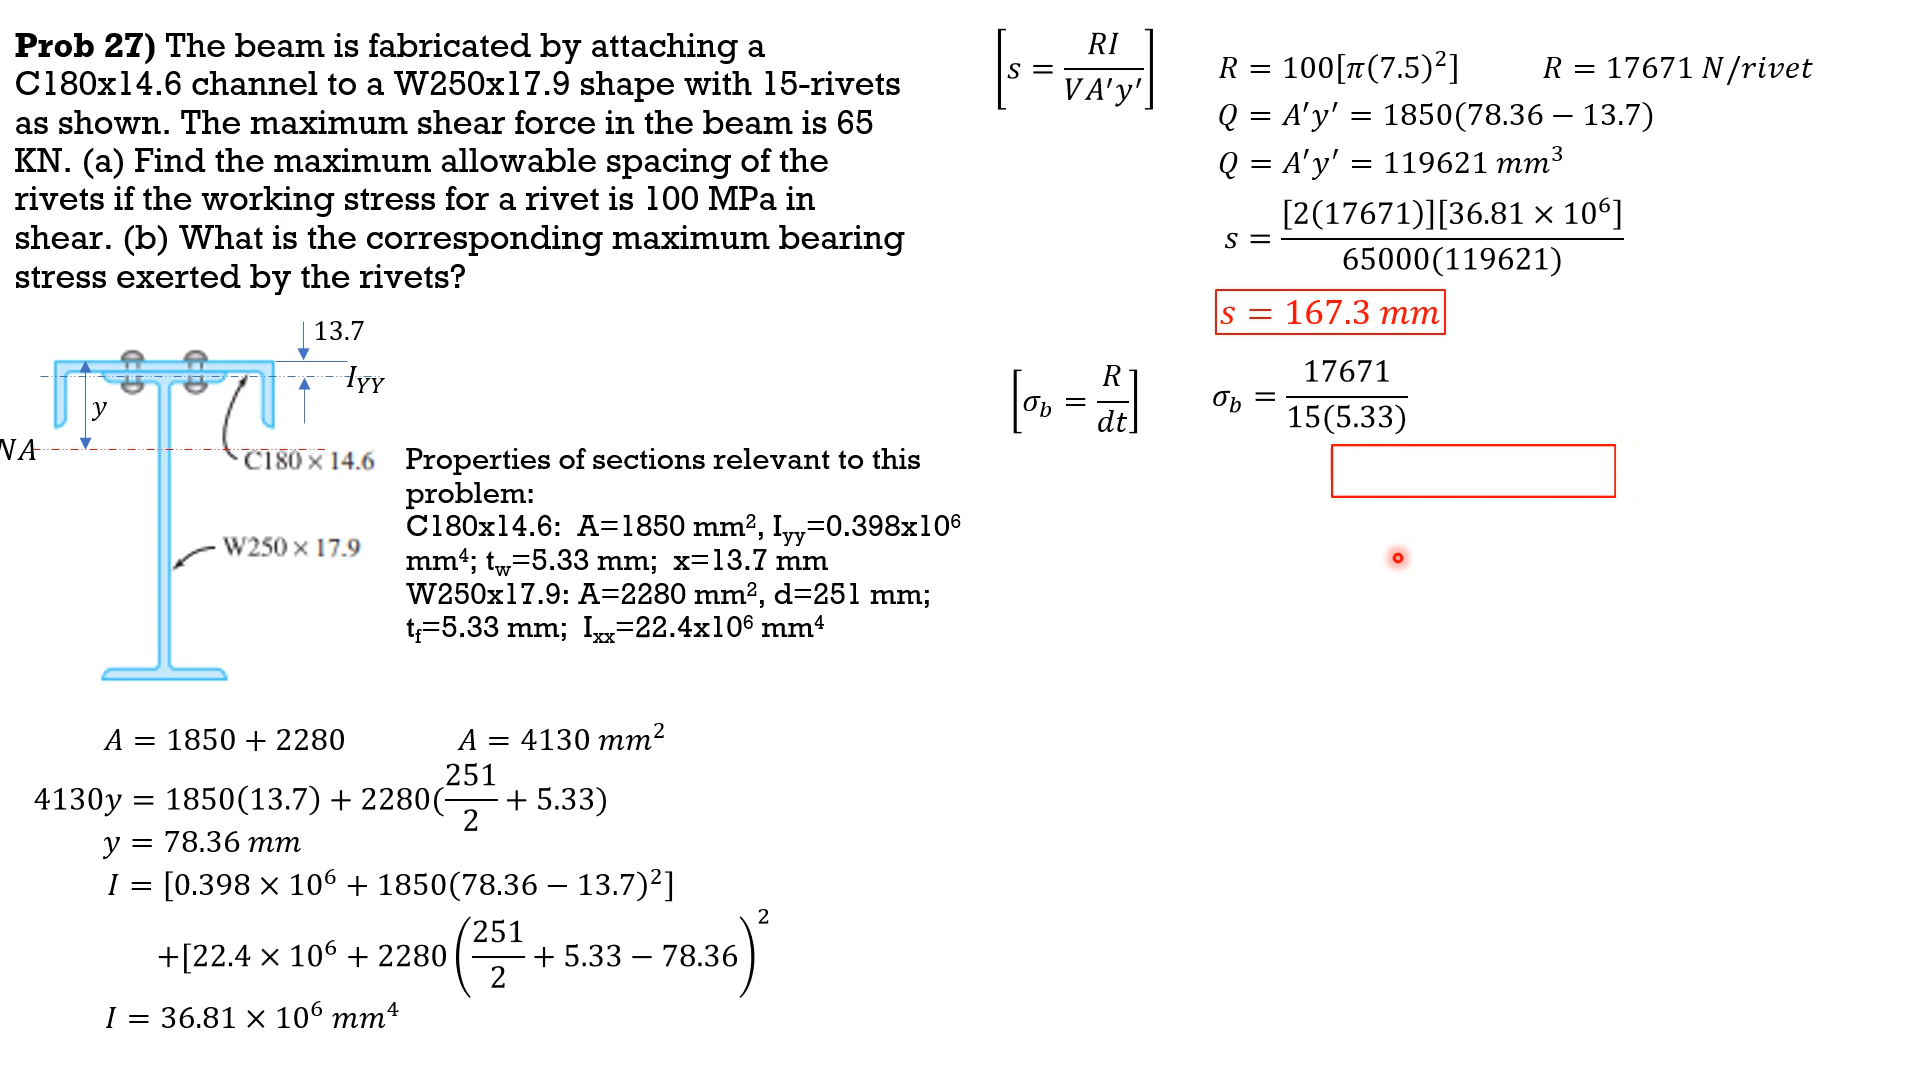 Prob 27) The beam is fabricated by attaching a
C180x14.6 channel to a W250x17.9 shape with 15-rivets
as shown. The maximum shear force in the beam is 65
KN. (a) Find the maximum allowable spacing of the
rivets if the working stress for a rivet is 100 MPa in
shear. (b) What is the corresponding maximum bearing
stress exerted by the rivets?
13.7
I_YY
y
NA
C180 × 14.6
W250 × 17.9
Properties of sections relevant to this
problem:
C180x14.6: A=1850 mm², I_yy=0.398x10⁶
mm⁴; t_w=5.33 mm; x=13.7 mm
W250x17.9: A=2280 mm², d=251 mm;
t_f=5.33 mm; I_xx=22.4x10⁶ mm⁴
A = 1850 + 2280 A = 4130 mm²
4130y = 1850(13.7) + 2280(251/2 + 5.33)
y = 78.36 mm
I = [0.398 × 10⁶ + 1850(78.36 − 13.7)²]
+[22.4 × 10⁶ + 2280(251/2 + 5.33 − 78.36)²
I = 36.81 × 10⁶ mm⁴
[s = RI/VA'y']
R = 100[π(7.5)²] R = 17671 N/rivet
Q = A'y' = 1850(78.36 − 13.7)
Q = A'y' = 119621 mm³
s = [2(17671)][36.81 × 10⁶]/65000(119621)
s = 167.3 mm
[σ_b = R/dt] σ_b = 17671/15(5.33)